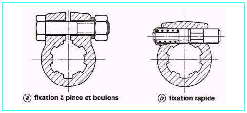 a fixation à pince et boulons
b fixation rapide